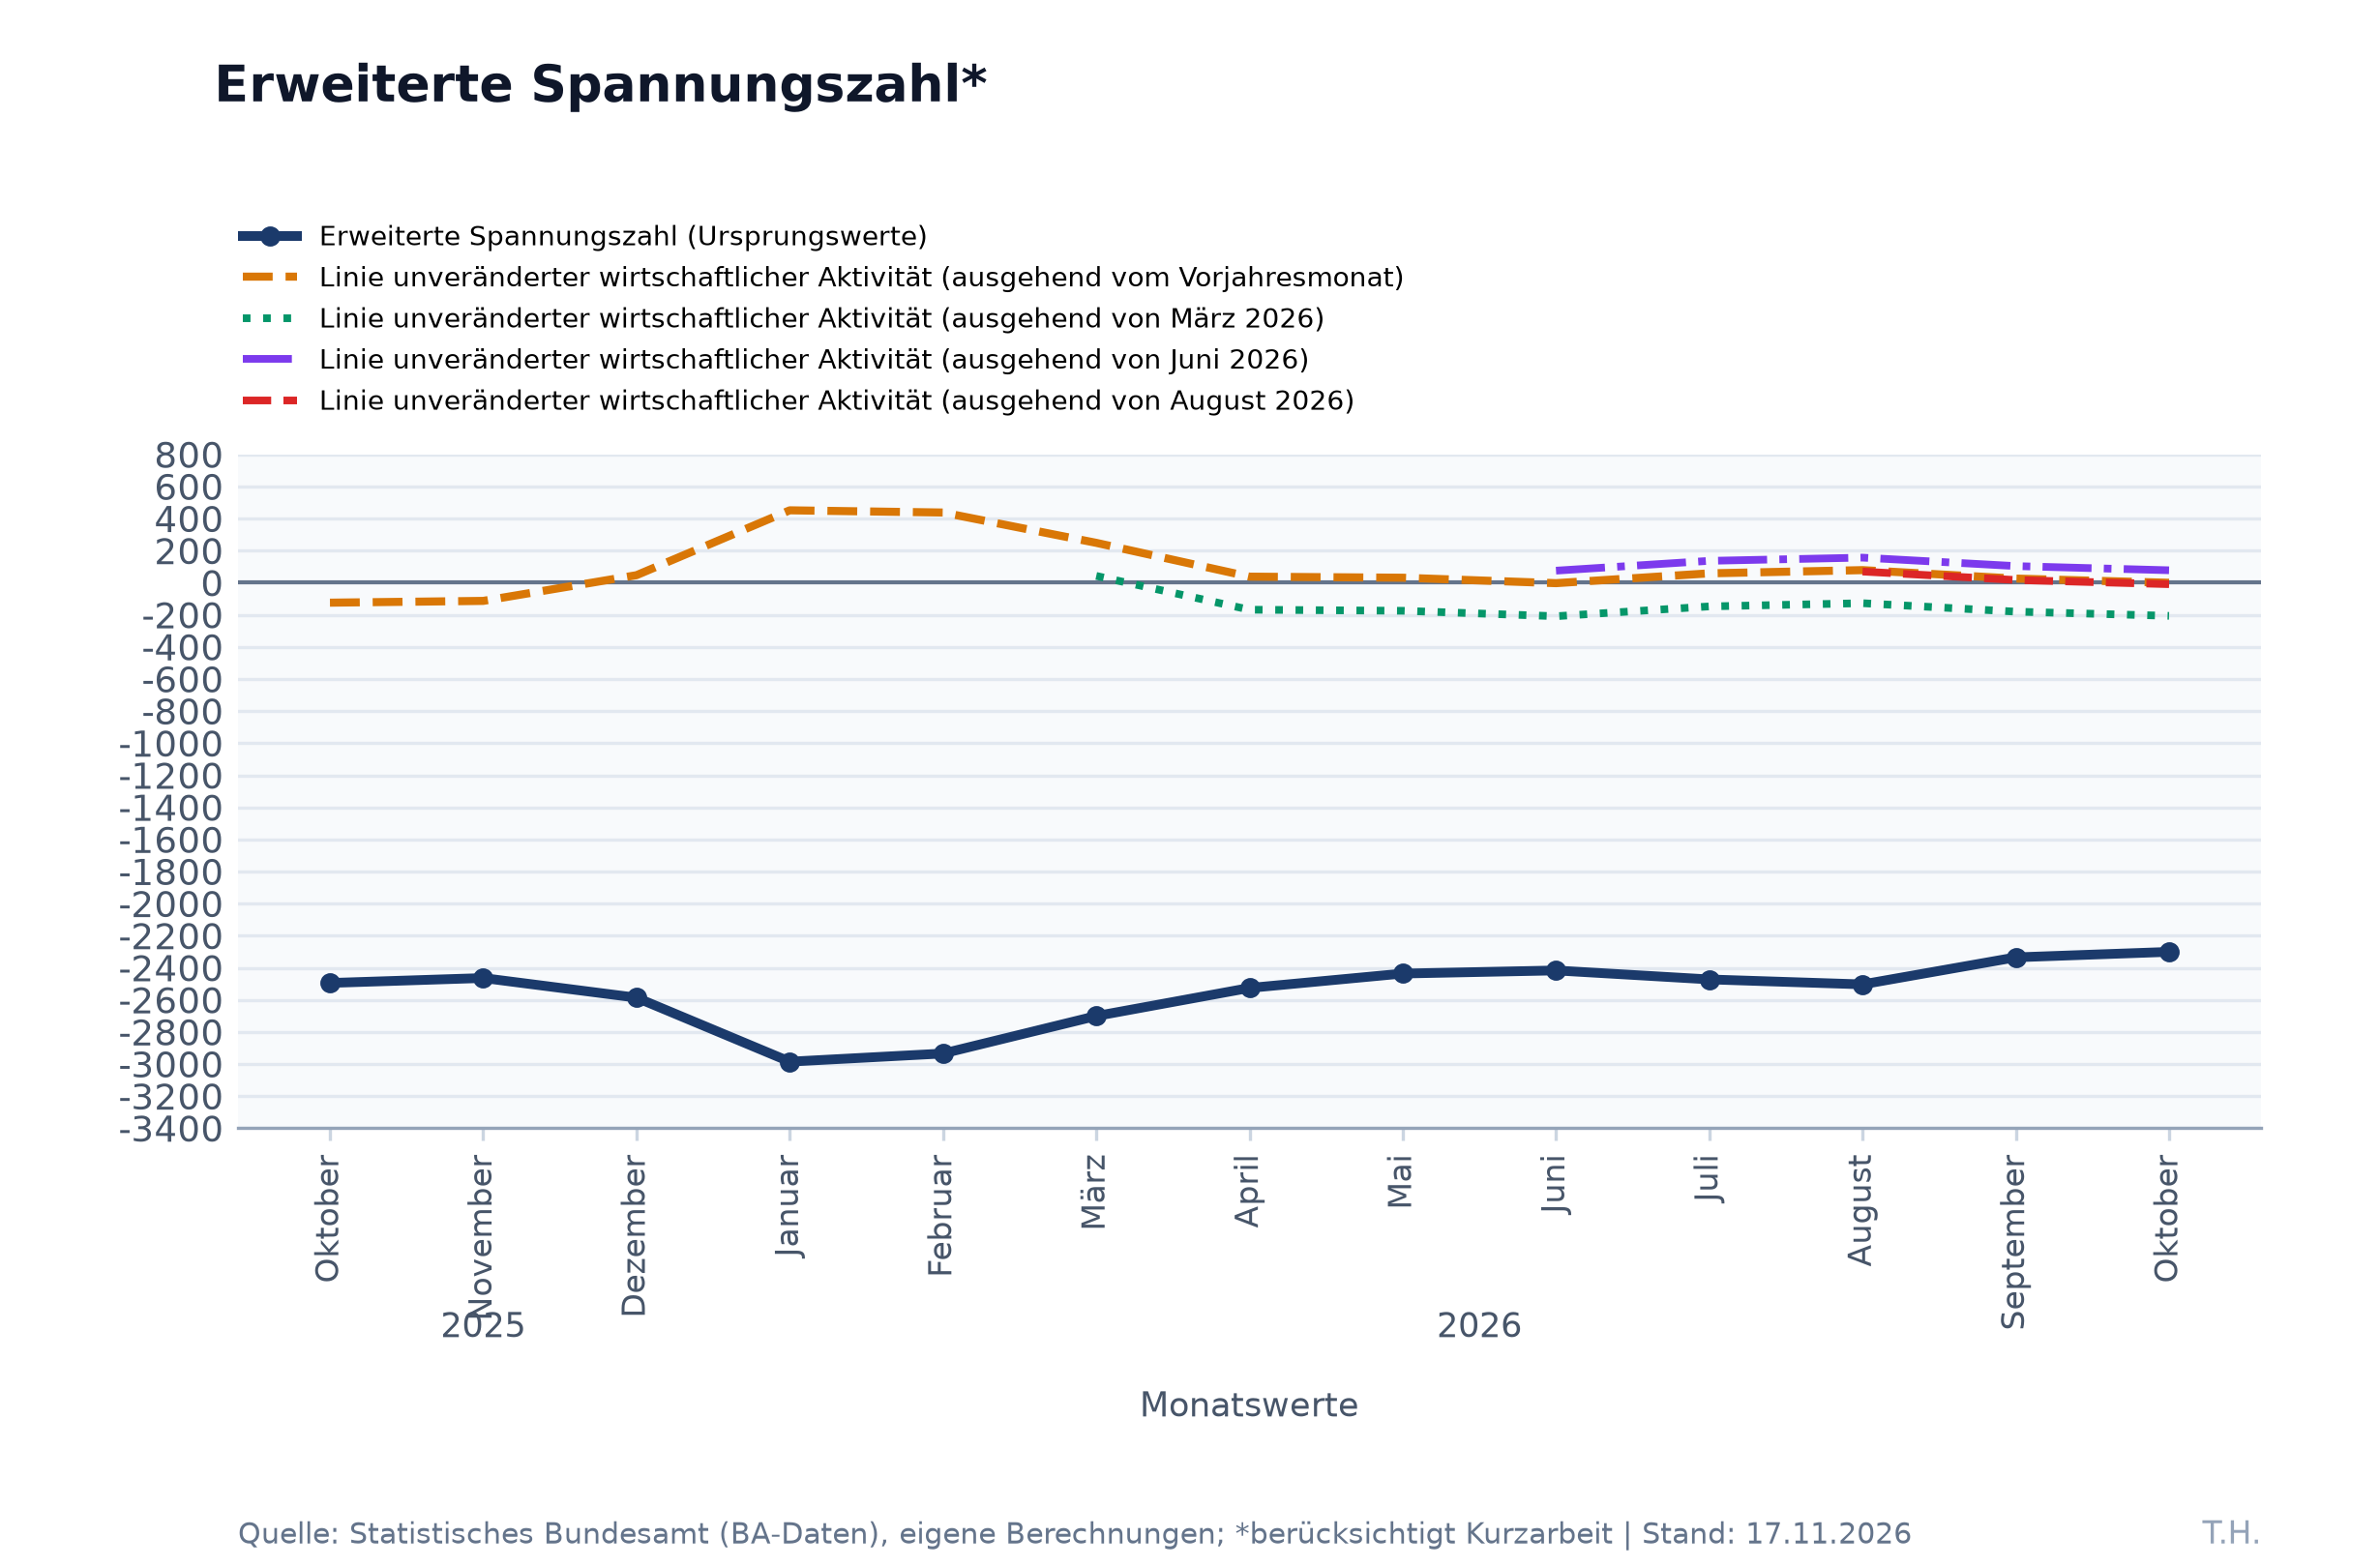 Erweiterte Spannungszahl*
Erweiterte Spannungszahl (Ursprungswerte)
Linie unveränderter wirtschaftlicher Aktivität (ausgehend vom Vorjahresmonat)
Linie unveränderter wirtschaftlicher Aktivität (ausgehend von März 2026)
Linie unveränderter wirtschaftlicher Aktivität (ausgehend von Juni 2026)
Linie unveränderter wirtschaftlicher Aktivität (ausgehend von August 2026)
800
600
400
200
0
-200
-400
-600
-800
-1000
-1200
-1400
-1600
-1800
-2000
-2200
-2400
-2600
-2800
-3000
-3200
-3400
Oktober
November
Dezember
Januar
Februar
März
April
Mai
Juni
Juli
August
September
Oktober
2025
2026
Monatswerte
Quelle: Statistisches Bundesamt (BA-Daten), eigene Berechnungen; *berücksichtigt Kurzarbeit | Stand: 17.11.2026
T.H.